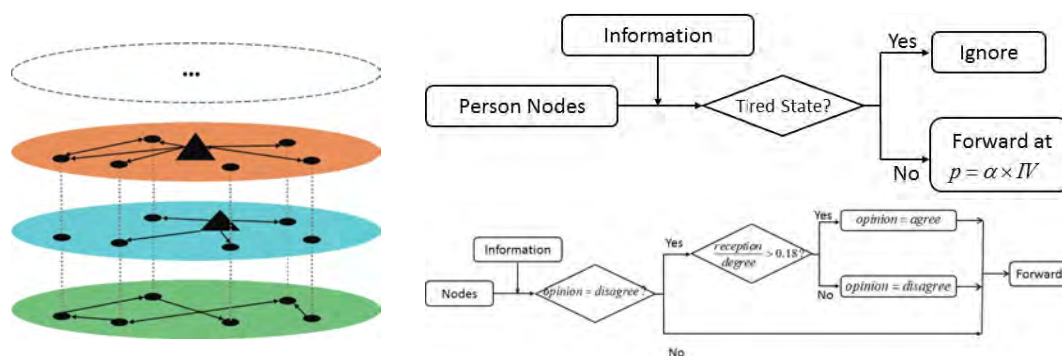 ...
Information
Person Nodes
Tired State?
Yes
Ignore
No
Forward at
p = α × IV
Information
Nodes
opinion = disagree ?
Yes
reception
degree > 0.18 ?
Yes
opinion = agree
No
opinion = disagree
Forward
No